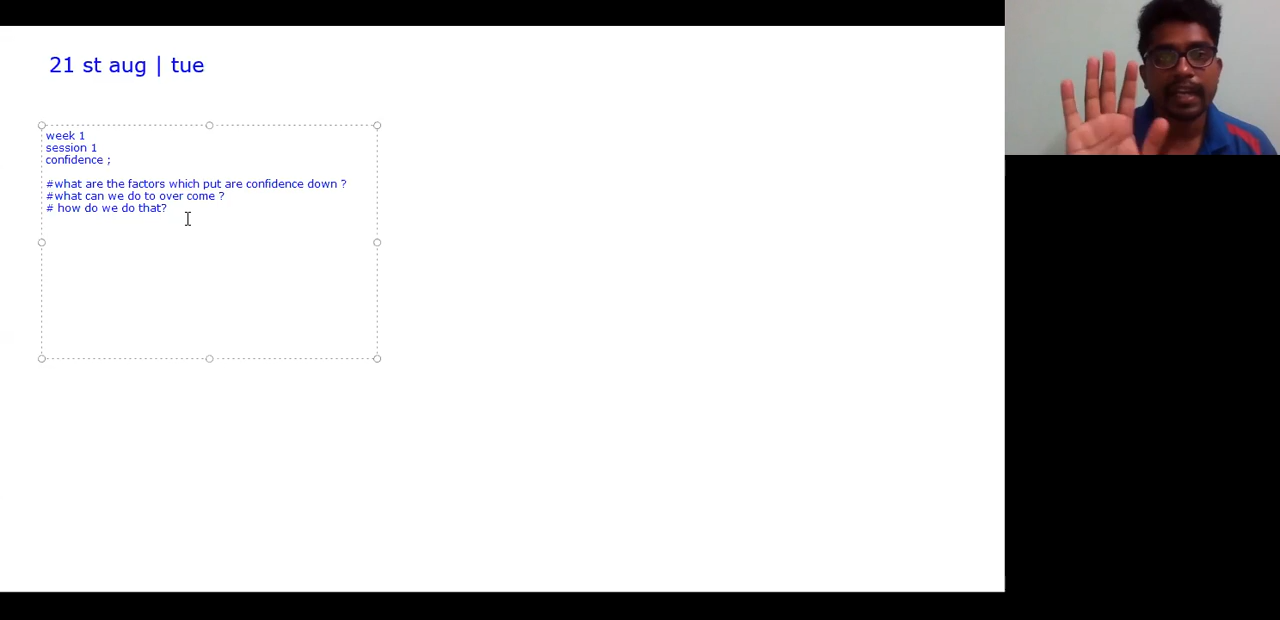 21 st aug | tue
week 1
session 1
confidence ;
#what are the factors which put are confidence down ?
#what can we do to over come ?
# how do we do that?